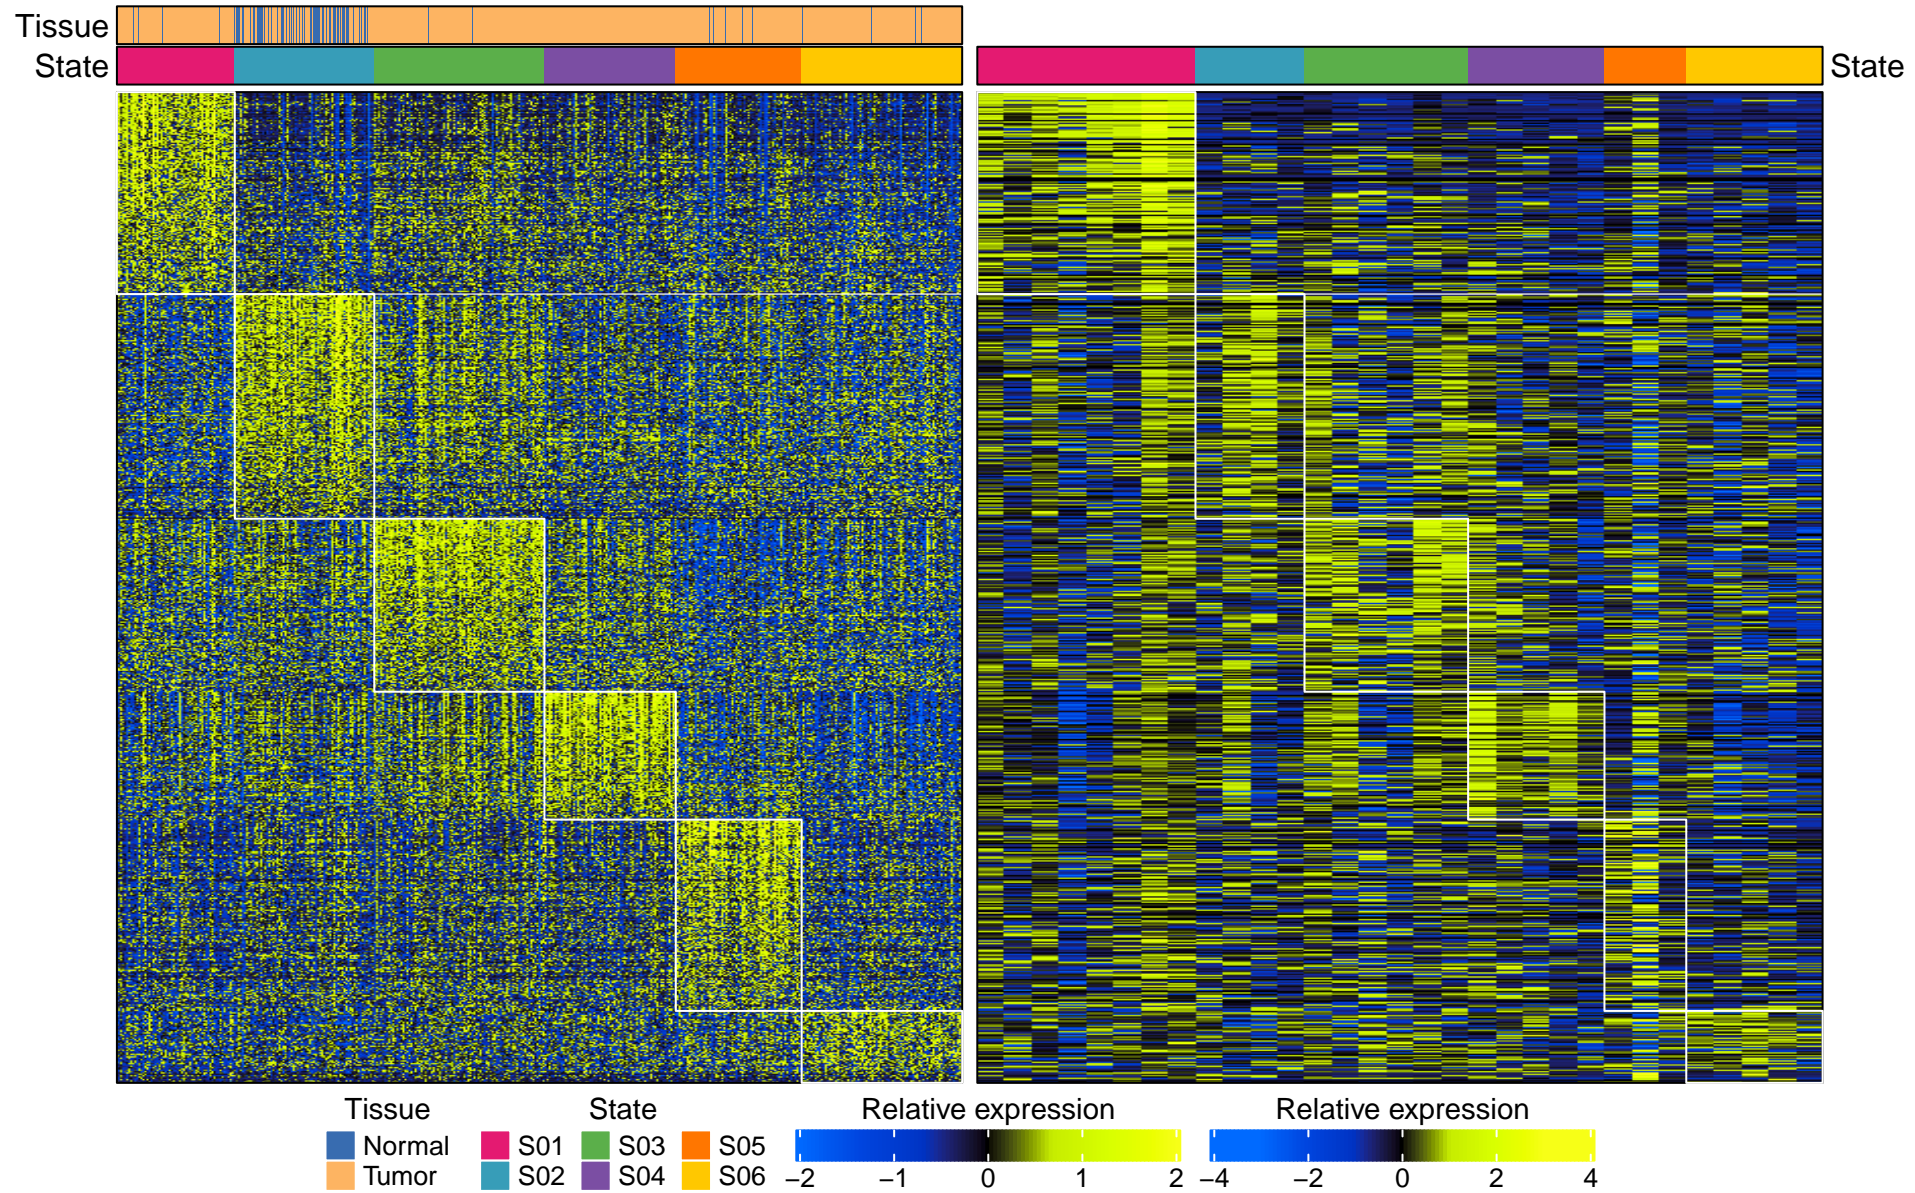 Tissue
State
State
Tissue State Relative expression Relative expression
Normal S01 S03 S05
Tumor S02 S04 S06
−2 −1 0 1 2 −4 −2 0 2 4